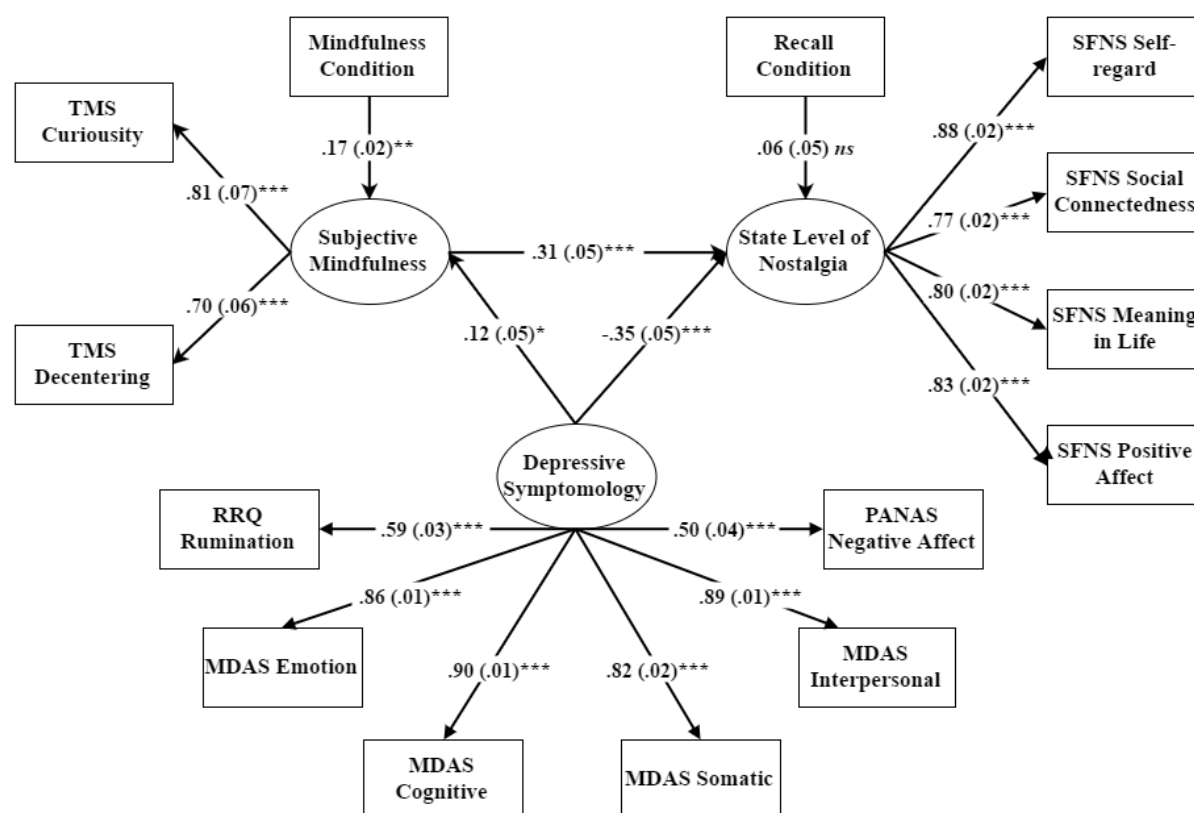 Mindfulness
Condition
Recall
Condition
SFNS Self-
regard
TMS
Curiousity
.17 (.02)**
.06 (.05) ns
.88 (.02)***
.81 (.07)***
SFNS Social
Connectedness
.77 (.02)***
Subjective
Mindfulness
.31 (.05)***
State Level of
Nostalgia
.70 (.06)***
.80 (.02)***
SFNS Meaning
in Life
.12 (.05)*
-.35 (.05)***
TMS
Decentering
.83 (.02)***
SFNS Positive
Affect
Depressive
Symptomology
RRQ
Rumination
.59 (.03)***
.50 (.04)***
PANAS
Negative Affect
.86 (.01)***
.89 (.01)***
MDAS Emotion
.90 (.01)***
.82 (.02)***
MDAS
Interpersonal
MDAS
Cognitive
MDAS Somatic